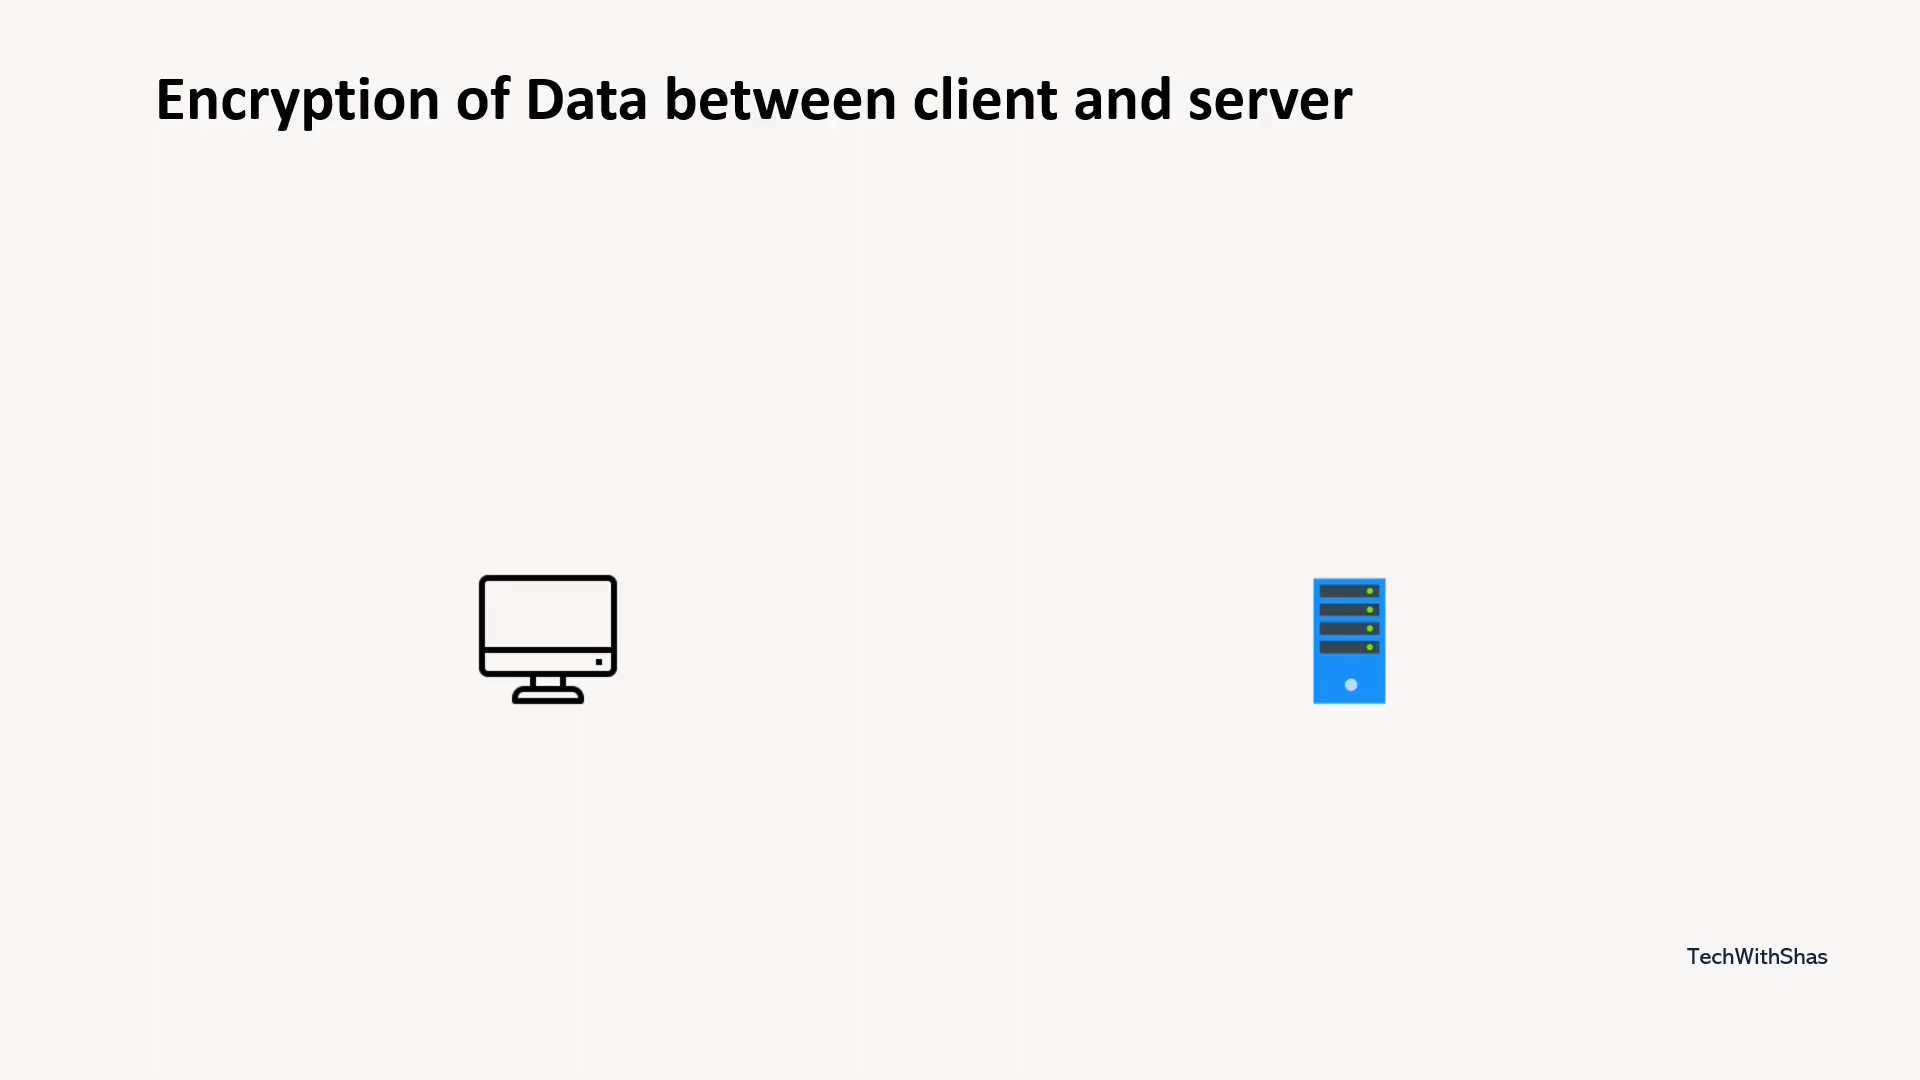 Encryption of Data between client and server
TechWithShas